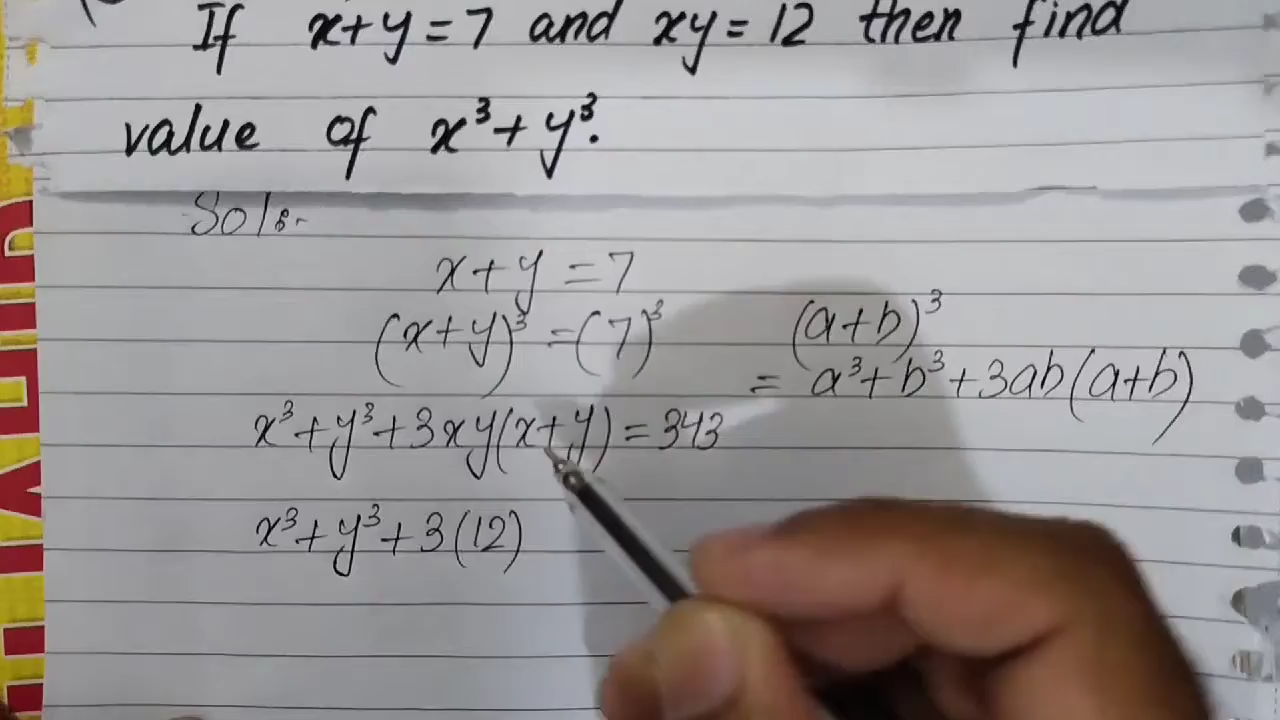 If x+y=7 and xy=12 then find
value of x³+y³.
Sol:-
x+y=7
(x+y)³=(7)³
(a+b)³
= a³+b³+3ab(a+b)
x³+y³+3xy(x+y)=343
x³+y³+3(12)